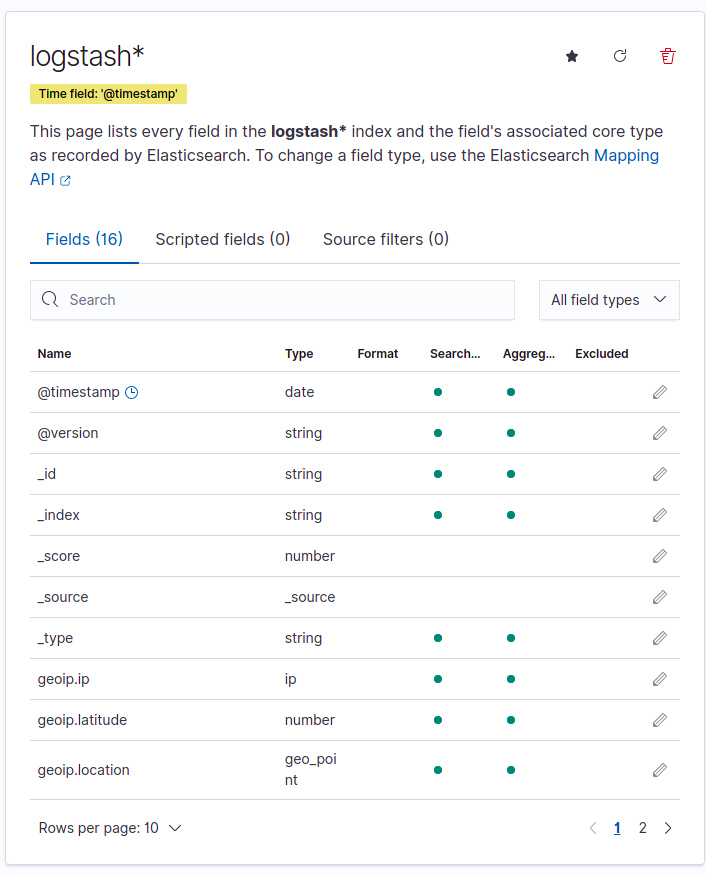 logstash*
Time field: '@timestamp'
This page lists every field in the logstash* index and the field's associated core type
as recorded by Elasticsearch. To change a field type, use the Elasticsearch Mapping
API
Fields (16) Scripted fields (0) Source filters (0)
Search All field types
Name Type Format Search... Aggreg... Excluded
@timestamp date
@version string
_id string
_index string
_score number
_source _source
_type string
geoip.ip ip
geoip.latitude number
geoip.location geo_poi
nt
Rows per page: 10 1 2